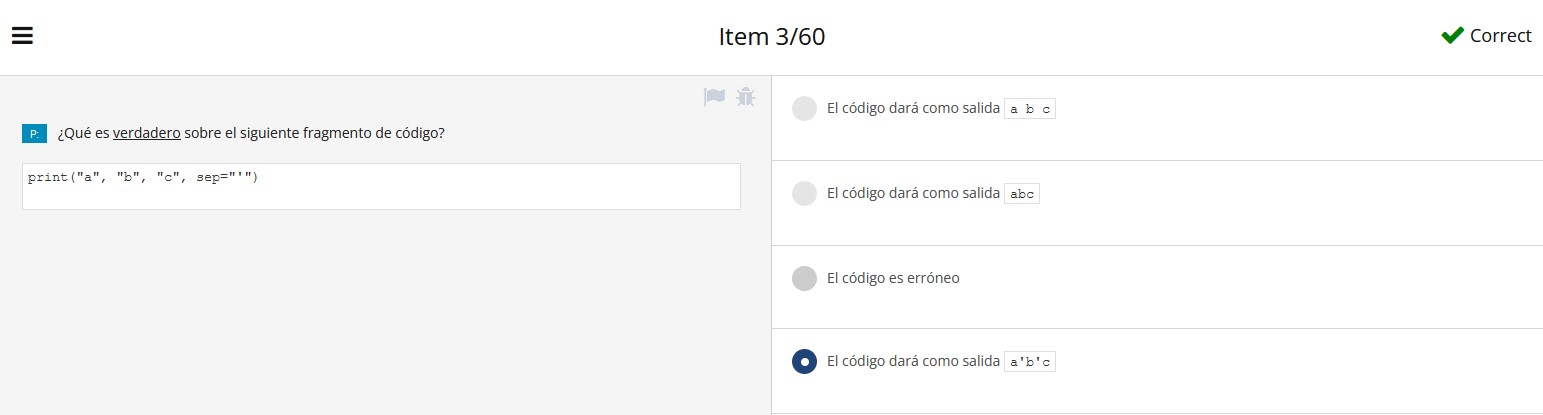 Item 3/60
Correct
P: ¿Qué es verdadero sobre el siguiente fragmento de código?
print("a", "b", "c", sep="'")
El código dará como salida a b c
El código dará como salida abc
El código es erróneo
El código dará como salida a'b'c